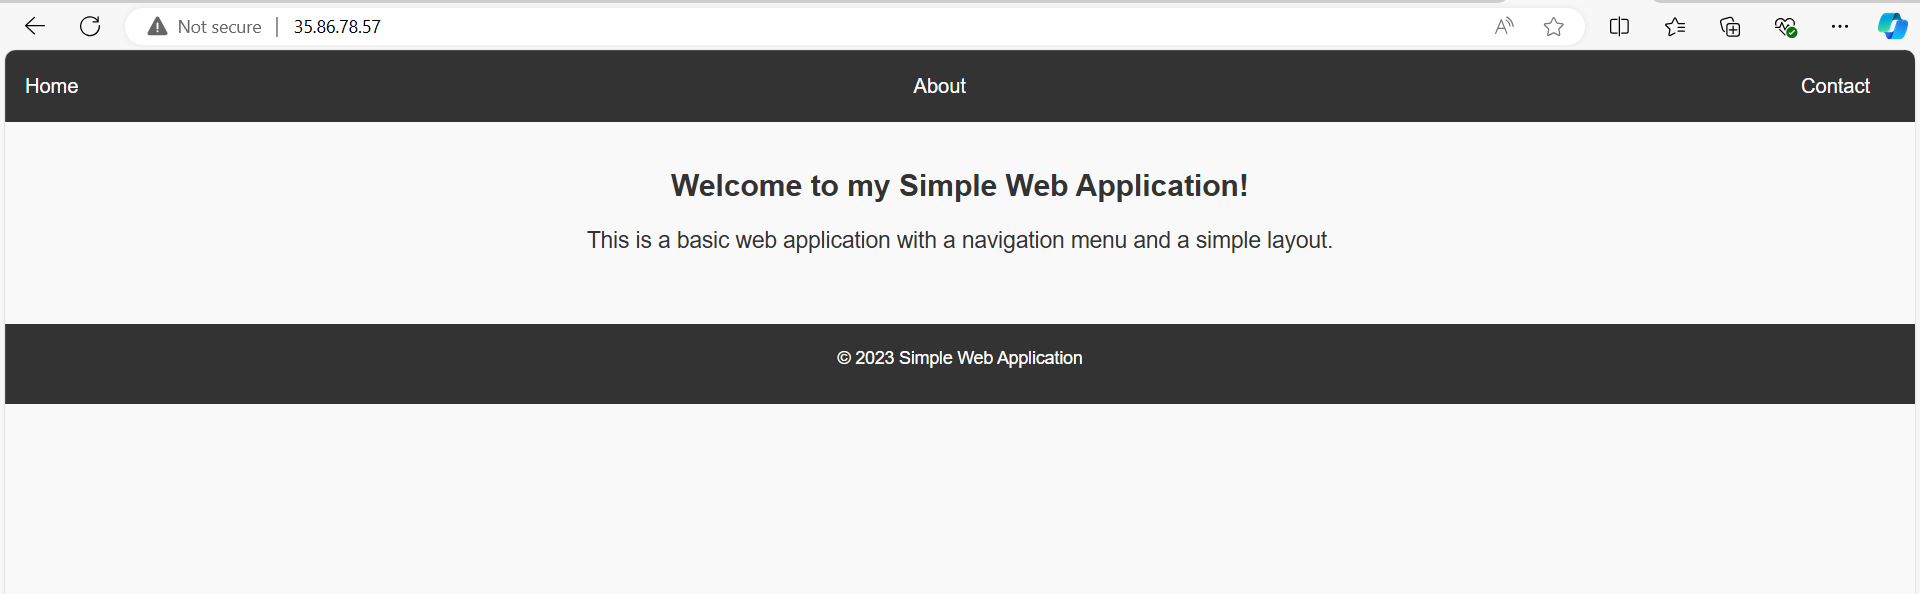 Not secure | 35.86.78.57
Home About Contact
Welcome to my Simple Web Application!
This is a basic web application with a navigation menu and a simple layout.
© 2023 Simple Web Application